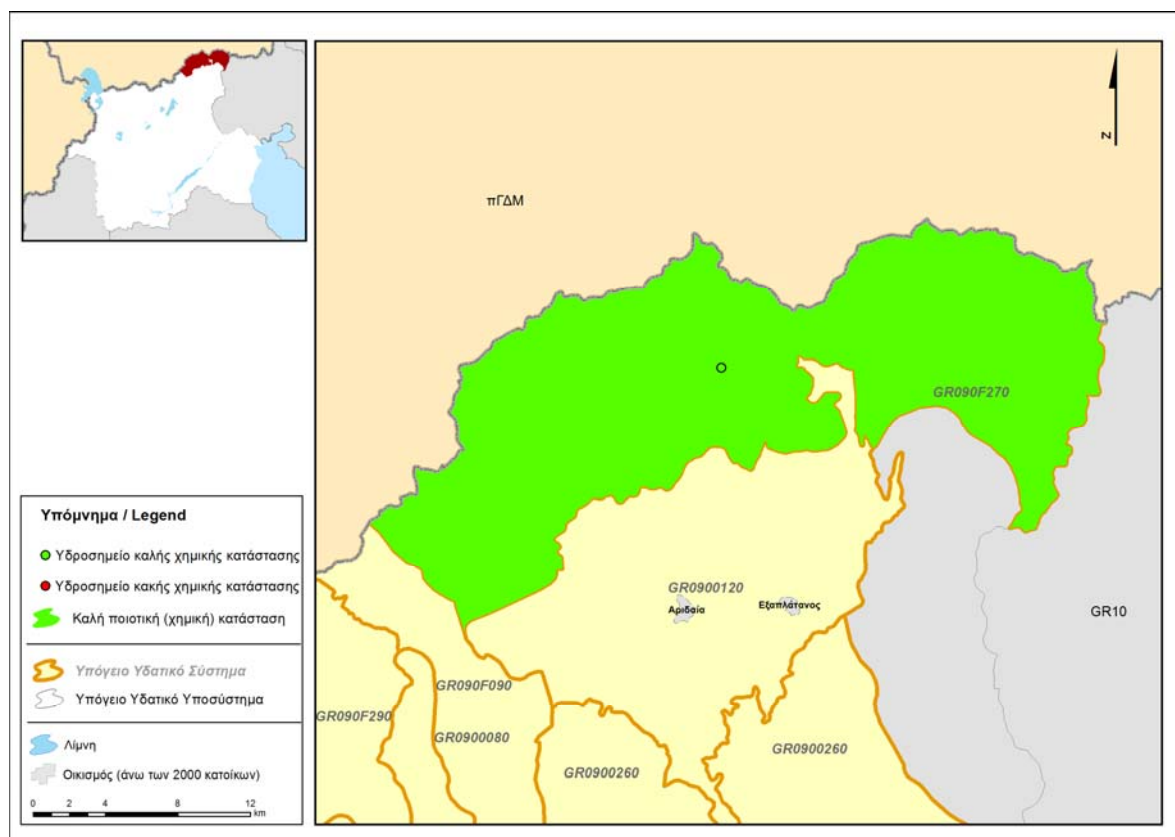 πΓΔΜ
Z
GR090F270
GR0900120
Αριδαία
Εξαπλάτανος
GR10
GR090F090
GR090F290
GR0900080
GR0900260
GR0900260
Υπόμνημα / Legend
Υδροσημείο καλής χημικής κατάστασης
Υδροσημείο κακής χημικής κατάστασης
Καλή ποιοτική (χημική) κατάσταση
Υπόγειο Υδατικό Σύστημα
Υπόγειο Υδατικό Υποσύστημα
Λίμνη
Οικισμός (άνω των 2000 κατοίκων)
0 2 4 8 12
km